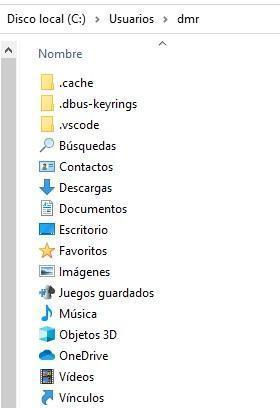 Disco local (C:) > Usuarios > dmr
Nombre
.cache
.dbus-keyrings
.vscode
Búsquedas
Contactos
Descargas
Documentos
Escritorio
Favoritos
Imágenes
Juegos guardados
Música
Objetos 3D
OneDrive
Vídeos
Vínculos